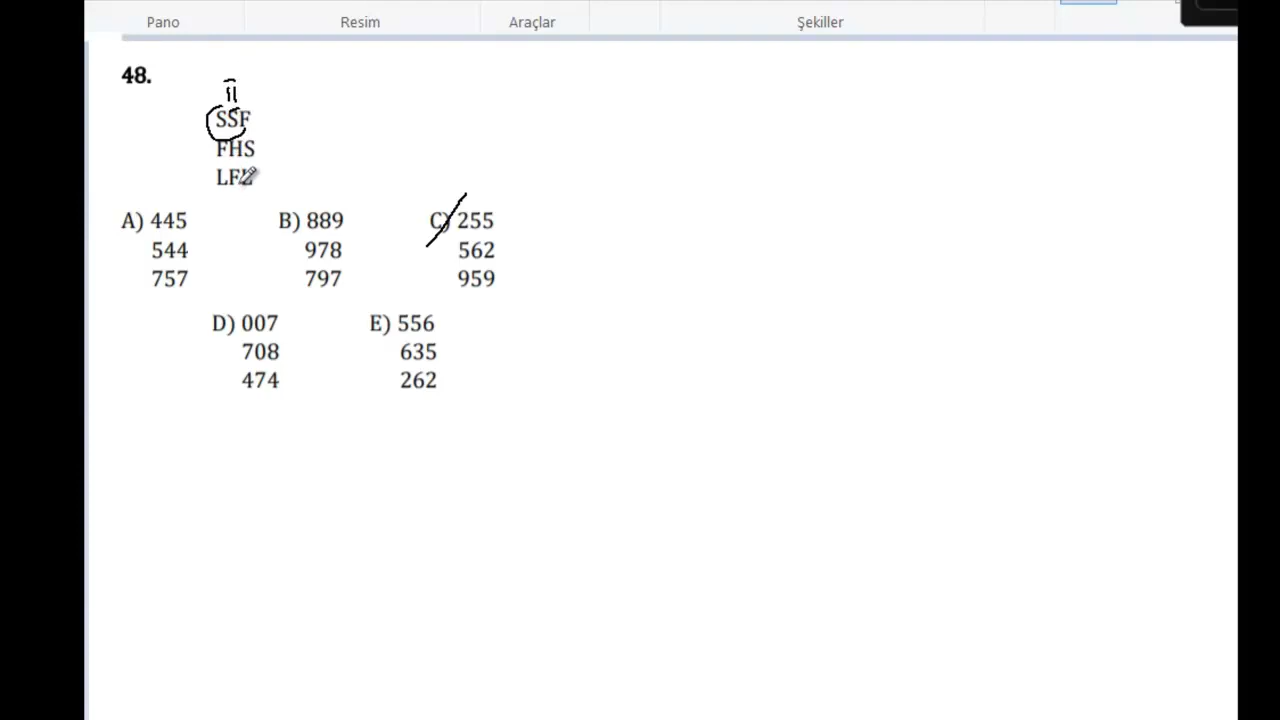 Pano Resim Araçlar Şekiller
48.
SSF
FHS
LFL
A) 445 B) 889 C) 255
544 978 562
757 797 959
D) 007 E) 556
708 635
474 262